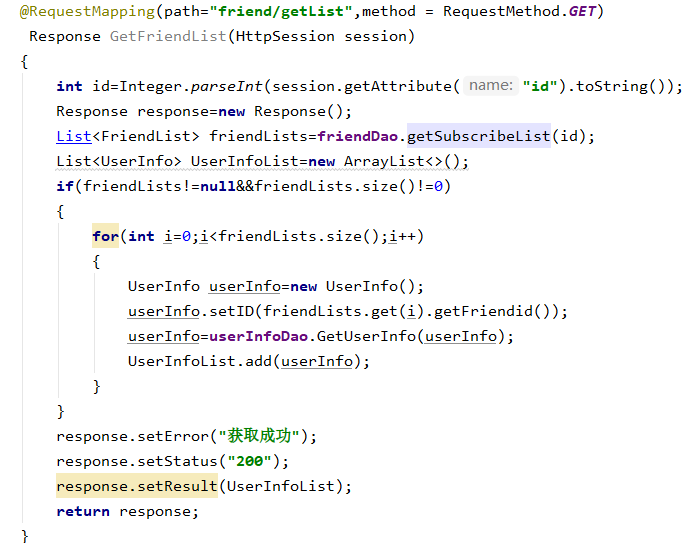 @RequestMapping(path="friend/getList",method = RequestMethod.GET)
Response GetFriendList(HttpSession session)
{
int id=Integer.parseInt(session.getAttribute( name: "id").toString());
Response response=new Response();
List<FriendList> friendLists=friendDao.getSubscribeList(id);
List<UserInfo> UserInfoList=new ArrayList<>();
if(friendLists!=null&&friendLists.size()!=0)
{
for(int i=0;i<friendLists.size();i++)
{
UserInfo userInfo=new UserInfo();
userInfo.setID(friendLists.get(i).getFriendid());
userInfo=userInfoDao.GetUserInfo(userInfo);
UserInfoList.add(userInfo);
}
}
response.setError("获取成功");
response.setStatus("200");
response.setResult(UserInfoList);
return response;
}